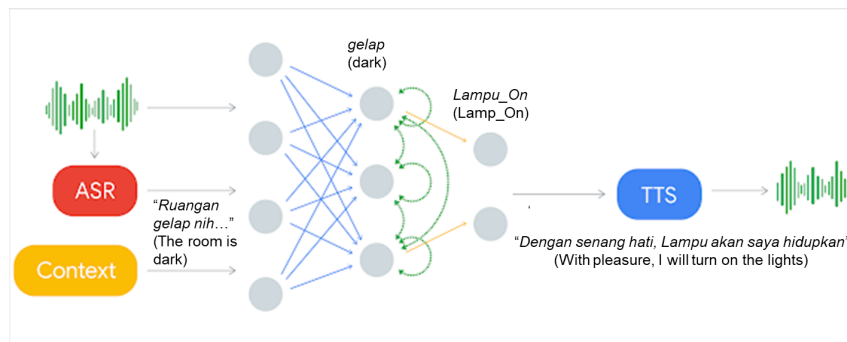 gelap
(dark)
Lampu_On
(Lamp_On)
ASR
"Ruangan
gelap nih…"
(The room is
dark)
Context
TTS
"Dengan senang hati, Lampu akan saya hidupkan"
(With pleasure, I will turn on the lights)